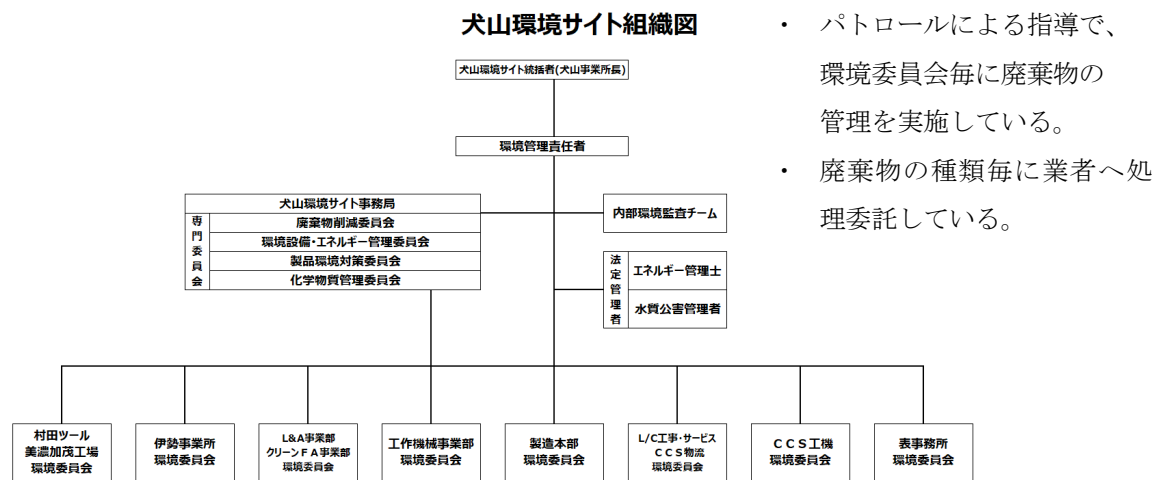 犬山環境サイト組織図
犬山環境サイト統括者(犬山事業所長)
環境管理責任者
犬山環境サイト事務局
専門委員会
廃棄物削減委員会
環境設備・エネルギー管理委員会
製品環境対策委員会
化学物質管理委員会
内部環境監査チーム
法定管理者
エネルギー管理士
水質公害管理者
村田ツール
美濃加茂工場
環境委員会
伊勢事業所
環境委員会
L&A事業部
クリーンＦＡ事業部
環境委員会
工作機械事業部
環境委員会
製造本部
環境委員会
L/C工事・サービス
ＣＣＳ物流
環境委員会
ＣＣＳ工機
環境委員会
表事務所
環境委員会
・ パトロールによる指導で、
環境委員会毎に廃棄物の
管理を実施している。
・ 廃棄物の種類毎に業者へ処
理委託している。